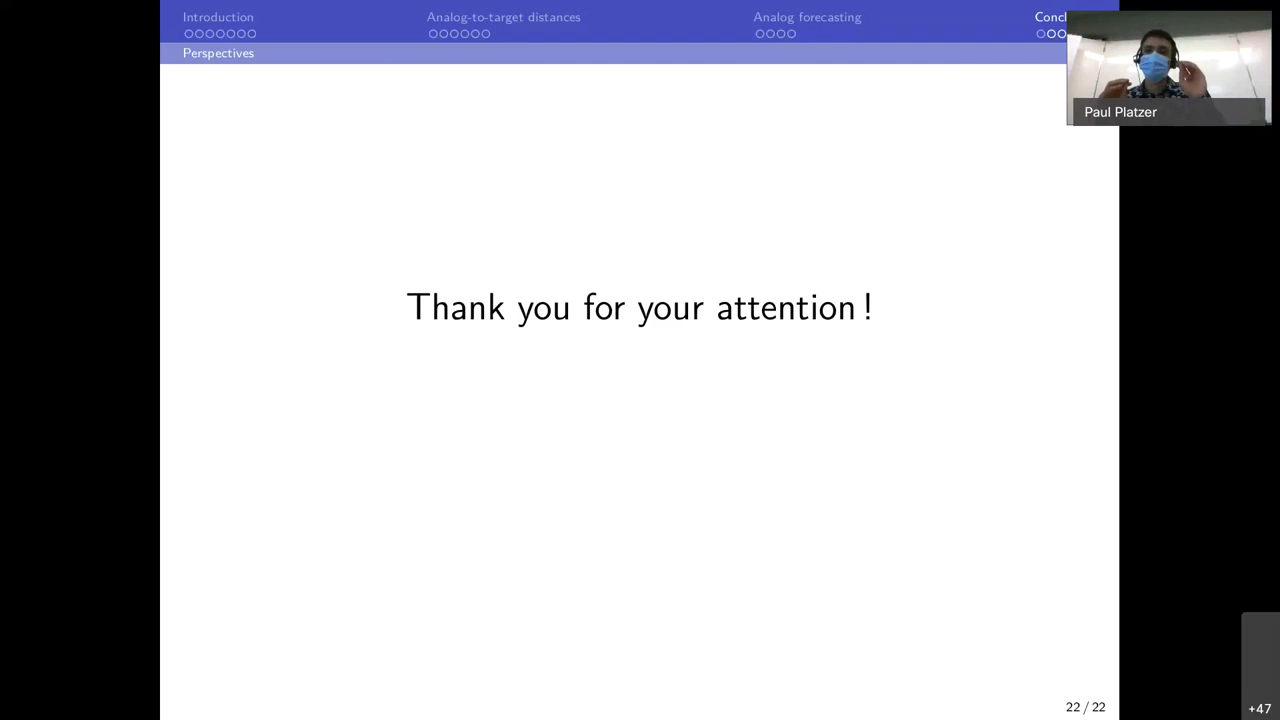 Introduction
Analog-to-target distances
Analog forecasting
Concl
Perspectives
Paul Platzer
Thank you for your attention !
22 / 22
+47